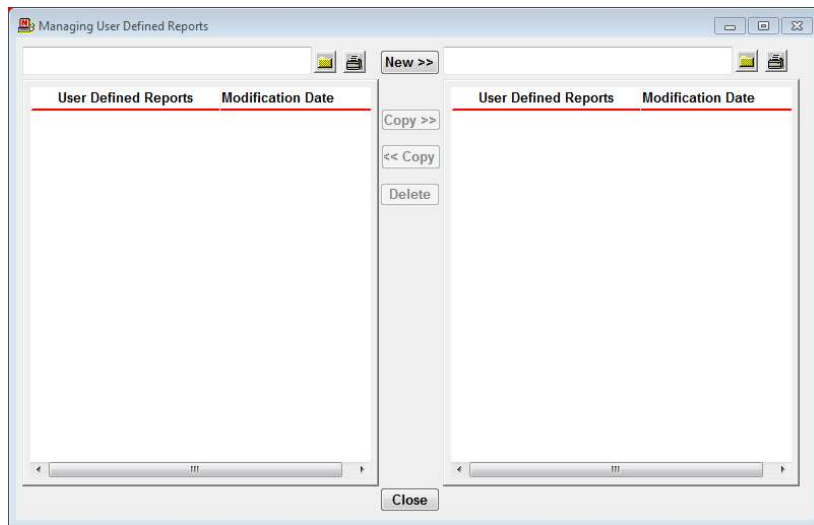 Managing User Defined Reports
New >>
User Defined Reports Modification Date
User Defined Reports Modification Date
Copy >>
<< Copy
Delete
Close